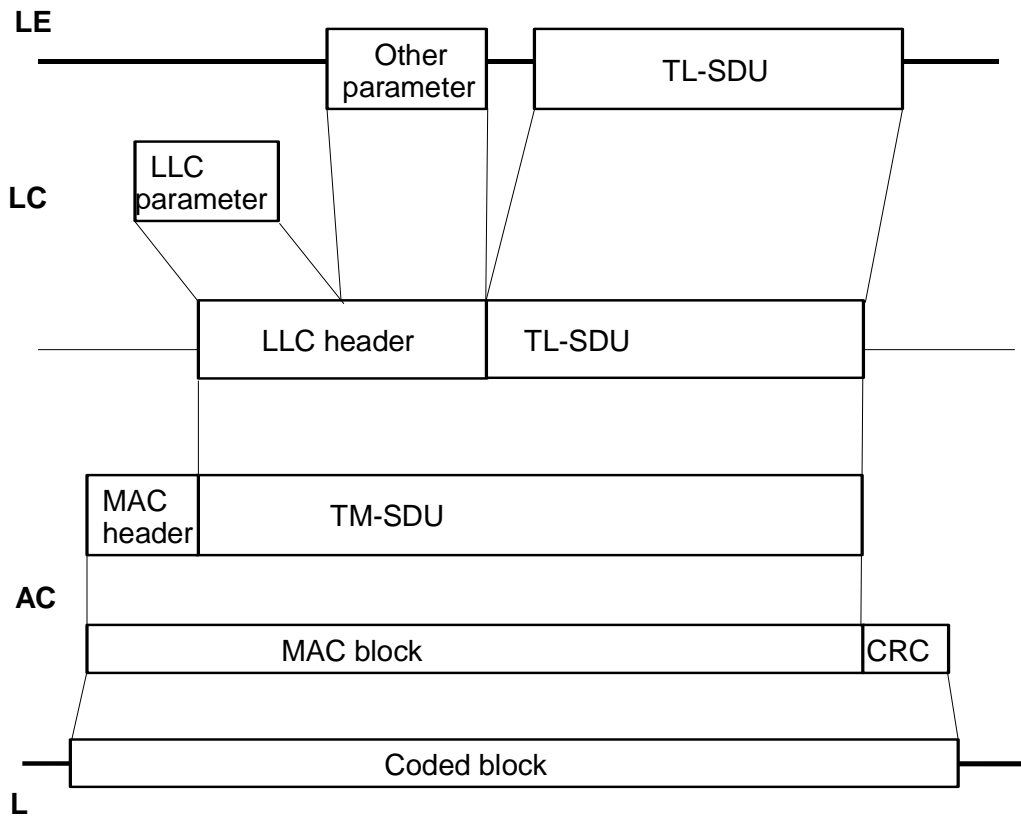 LE
Other
parameter
TL-SDU
LLC
parameter
LC
LLC header
TL-SDU
MAC
header
TM-SDU
AC
MAC block
CRC
Coded block
L